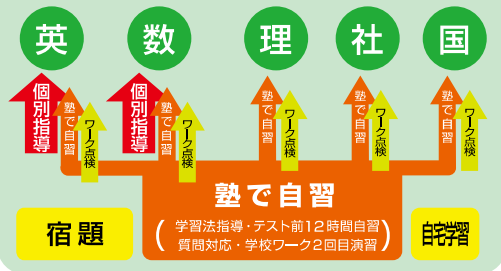 英 数 理 社 国
個別指導 塾で自習 ワーク点検 個別指導 塾で自習 ワーク点検 塾で自習 ワーク点検 塾で自習 ワーク点検 塾で自習 ワーク点検
塾で自習
宿題 (学習法指導・テスト前12時間自習 自宅学習
質問対応・学校ワーク2回目演習)